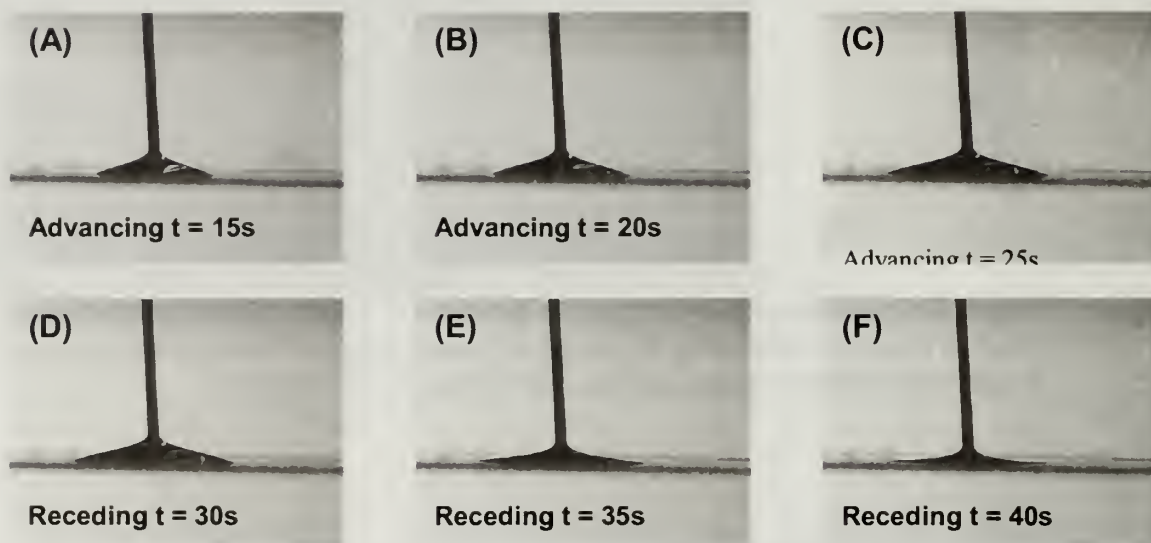 (A)
(B)
(C)
Advancing t = 15s
Advancing t = 20s
Advancing t = 25s
(D)
(E)
(F)
Receding t = 30s
Receding t = 35s
Receding t = 40s